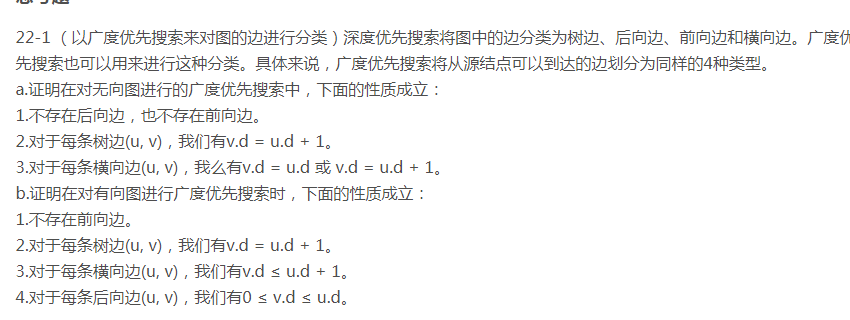 22-1 （以广度优先搜索来对图的边进行分类）深度优先搜索将图中的边分类为树边、后向边、前向边和横向边。广度
先搜索也可以用来进行这种分类。具体来说，广度优先搜索将从源结点可以到达的边划分为同样的4种类型。
a.证明在对无向图进行的广度优先搜索中，下面的性质成立：
1.不存在后向边，也不存在前向边。
2.对于每条树边(u, v)，我们有v.d = u.d + 1。
3.对于每条横向边(u, v)，我么有v.d = u.d 或 v.d = u.d + 1。
b.证明在对有向图进行广度优先搜索时，下面的性质成立：
1.不存在前向边。
2.对于每条树边(u, v)，我们有v.d = u.d + 1。
3.对于每条横向边(u, v)，我们有v.d ≤ u.d + 1。
4.对于每条后向边(u, v)，我们有0 ≤ v.d ≤ u.d。